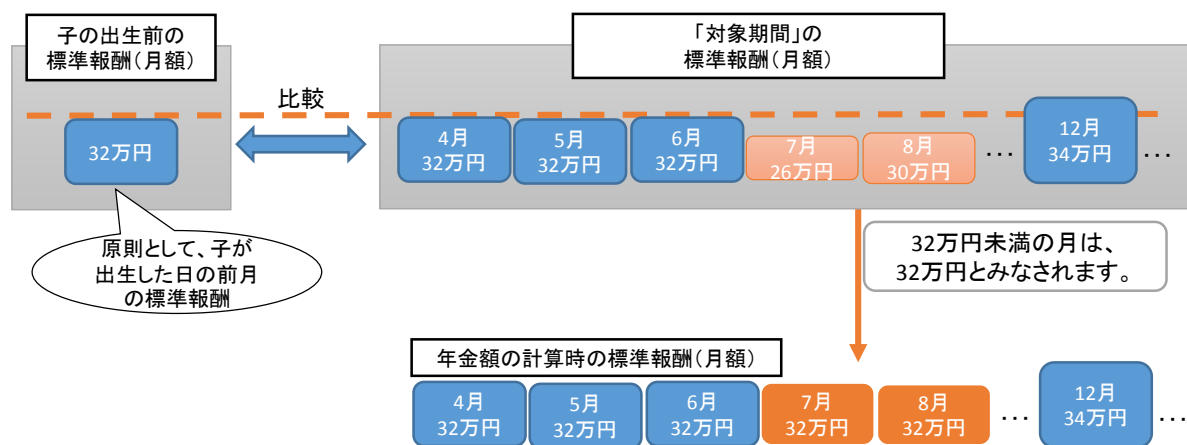 子の出生前の
標準報酬(月額)
32万円
原則として、子が
出生した日の前月
の標準報酬
比較
「対象期間」の
標準報酬(月額)
4月
32万円
5月
32万円
6月
32万円
7月
26万円
8月
30万円
…
12月
34万円
…
32万円未満の月は、
32万円とみなされます。
年金額の計算時の標準報酬(月額)
4月
32万円
5月
32万円
6月
32万円
7月
32万円
8月
32万円
…
12月
34万円
…